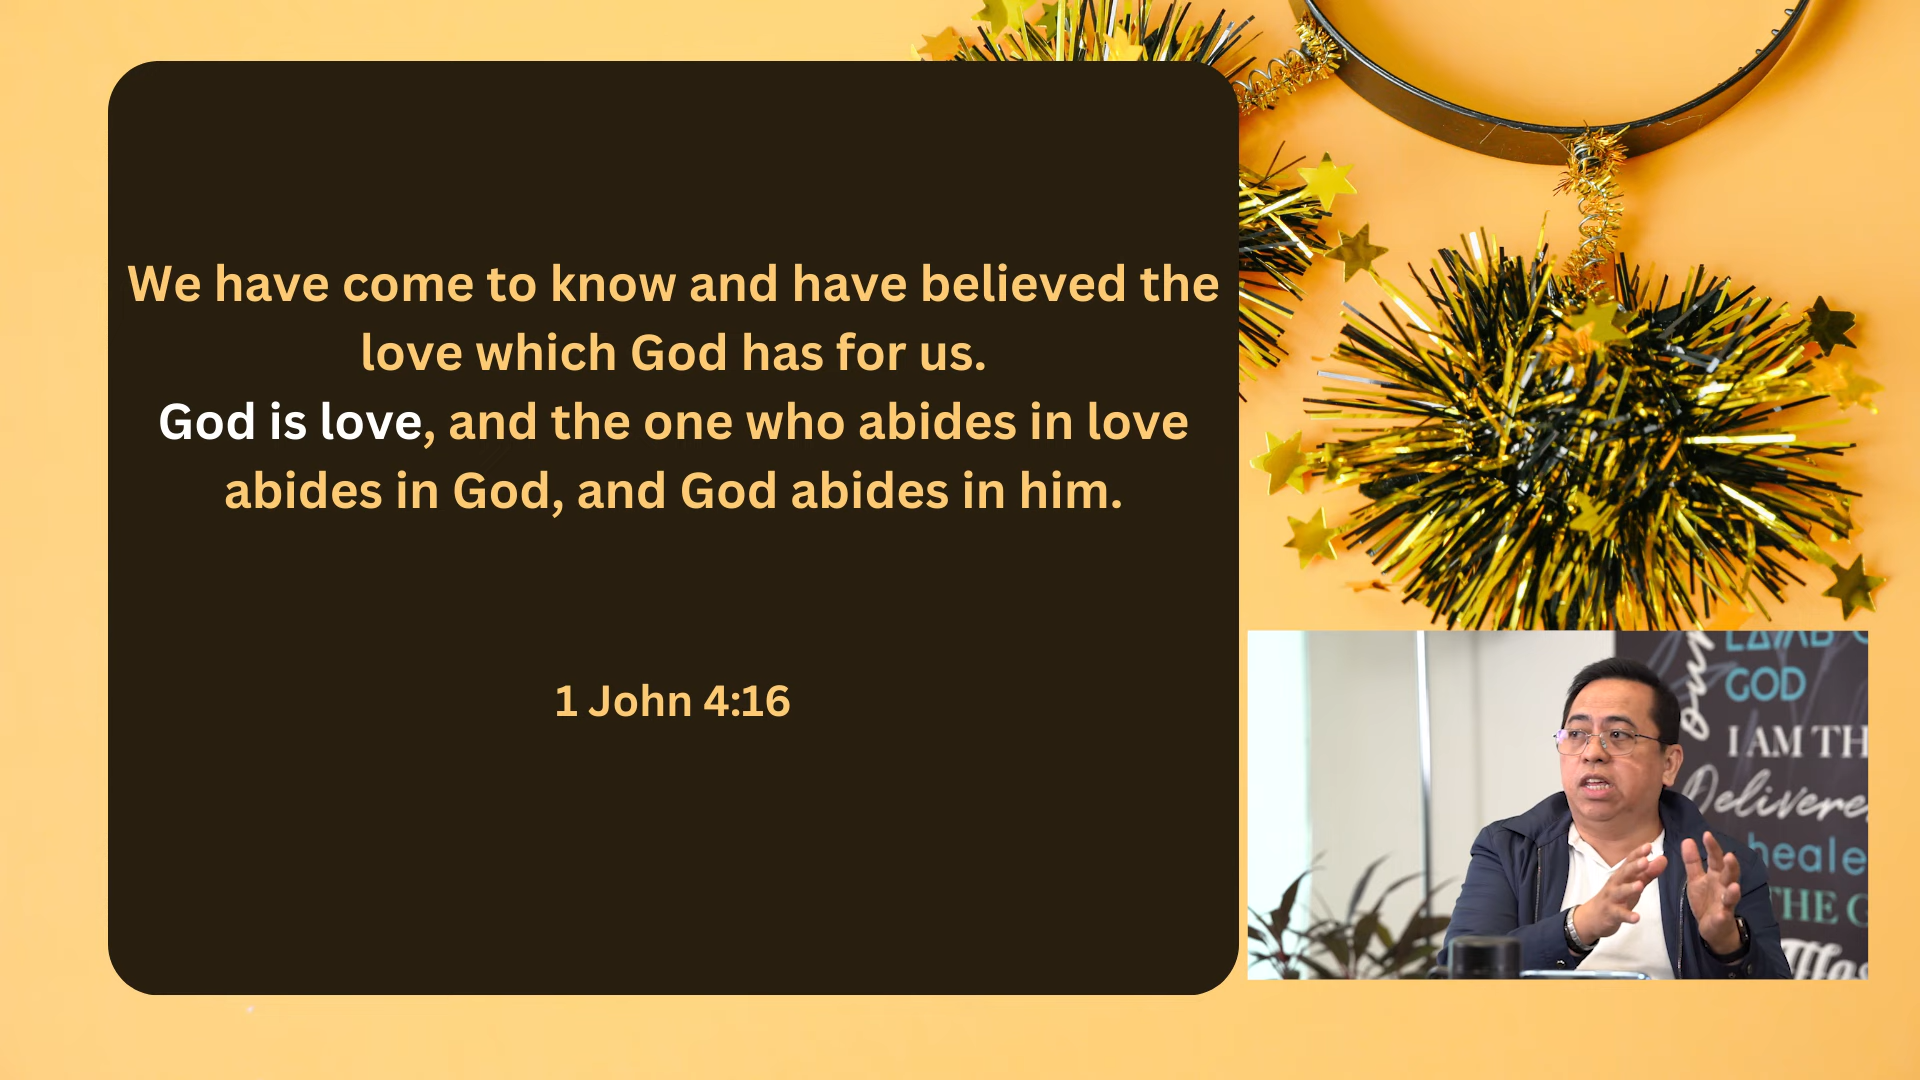 We have come to know and have believed the
love which God has for us.
God is love, and the one who abides in love
abides in God, and God abides in him.
1 John 4:16
LAMB
GOD
I AM